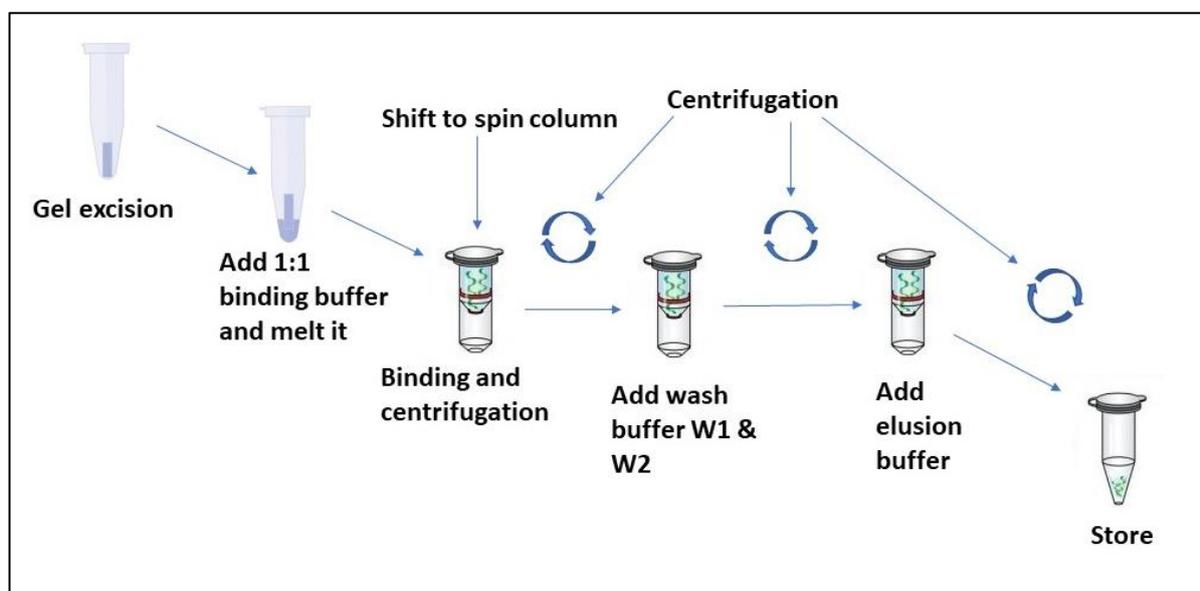 Gel excision
Add 1:1
binding buffer
and melt it
Shift to spin column
Binding and
centrifugation
Centrifugation
Add wash
buffer W1 &
W2
Add
elusion
buffer
Store